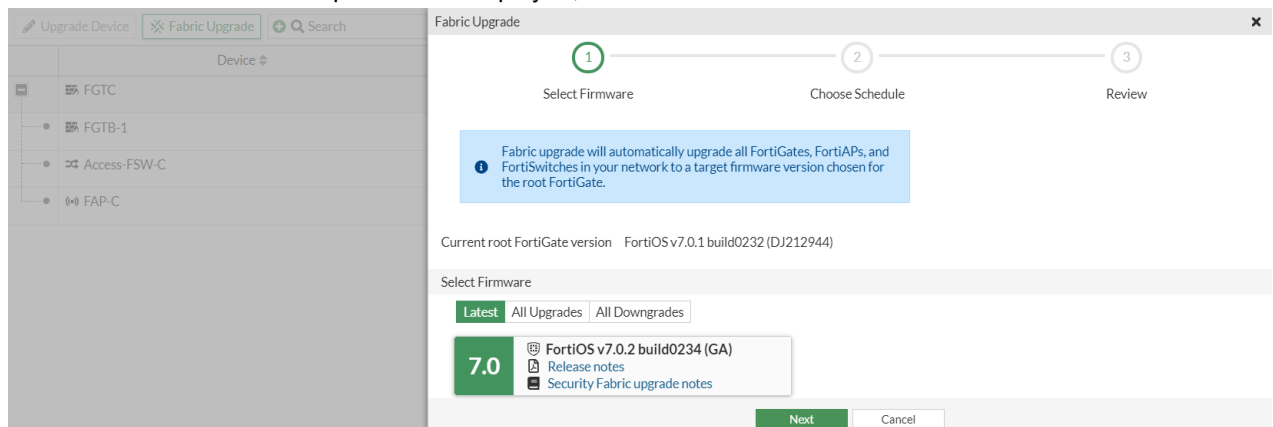 Upgrade Device Fabric Upgrade Search
Device
FGTC
FGTB-1
Access-FSW-C
FAP-C
Fabric Upgrade
1 2 3
Select Firmware Choose Schedule Review
Fabric upgrade will automatically upgrade all FortiGates, FortiAPs, and
FortiSwitches in your network to a target firmware version chosen for
the root FortiGate.
Current root FortiGate version FortiOS v7.0.1 build0232 (DJ212944)
Select Firmware
Latest All Upgrades All Downgrades
7.0
FortiOS v7.0.2 build0234 (GA)
Release notes
Security Fabric upgrade notes
Next Cancel